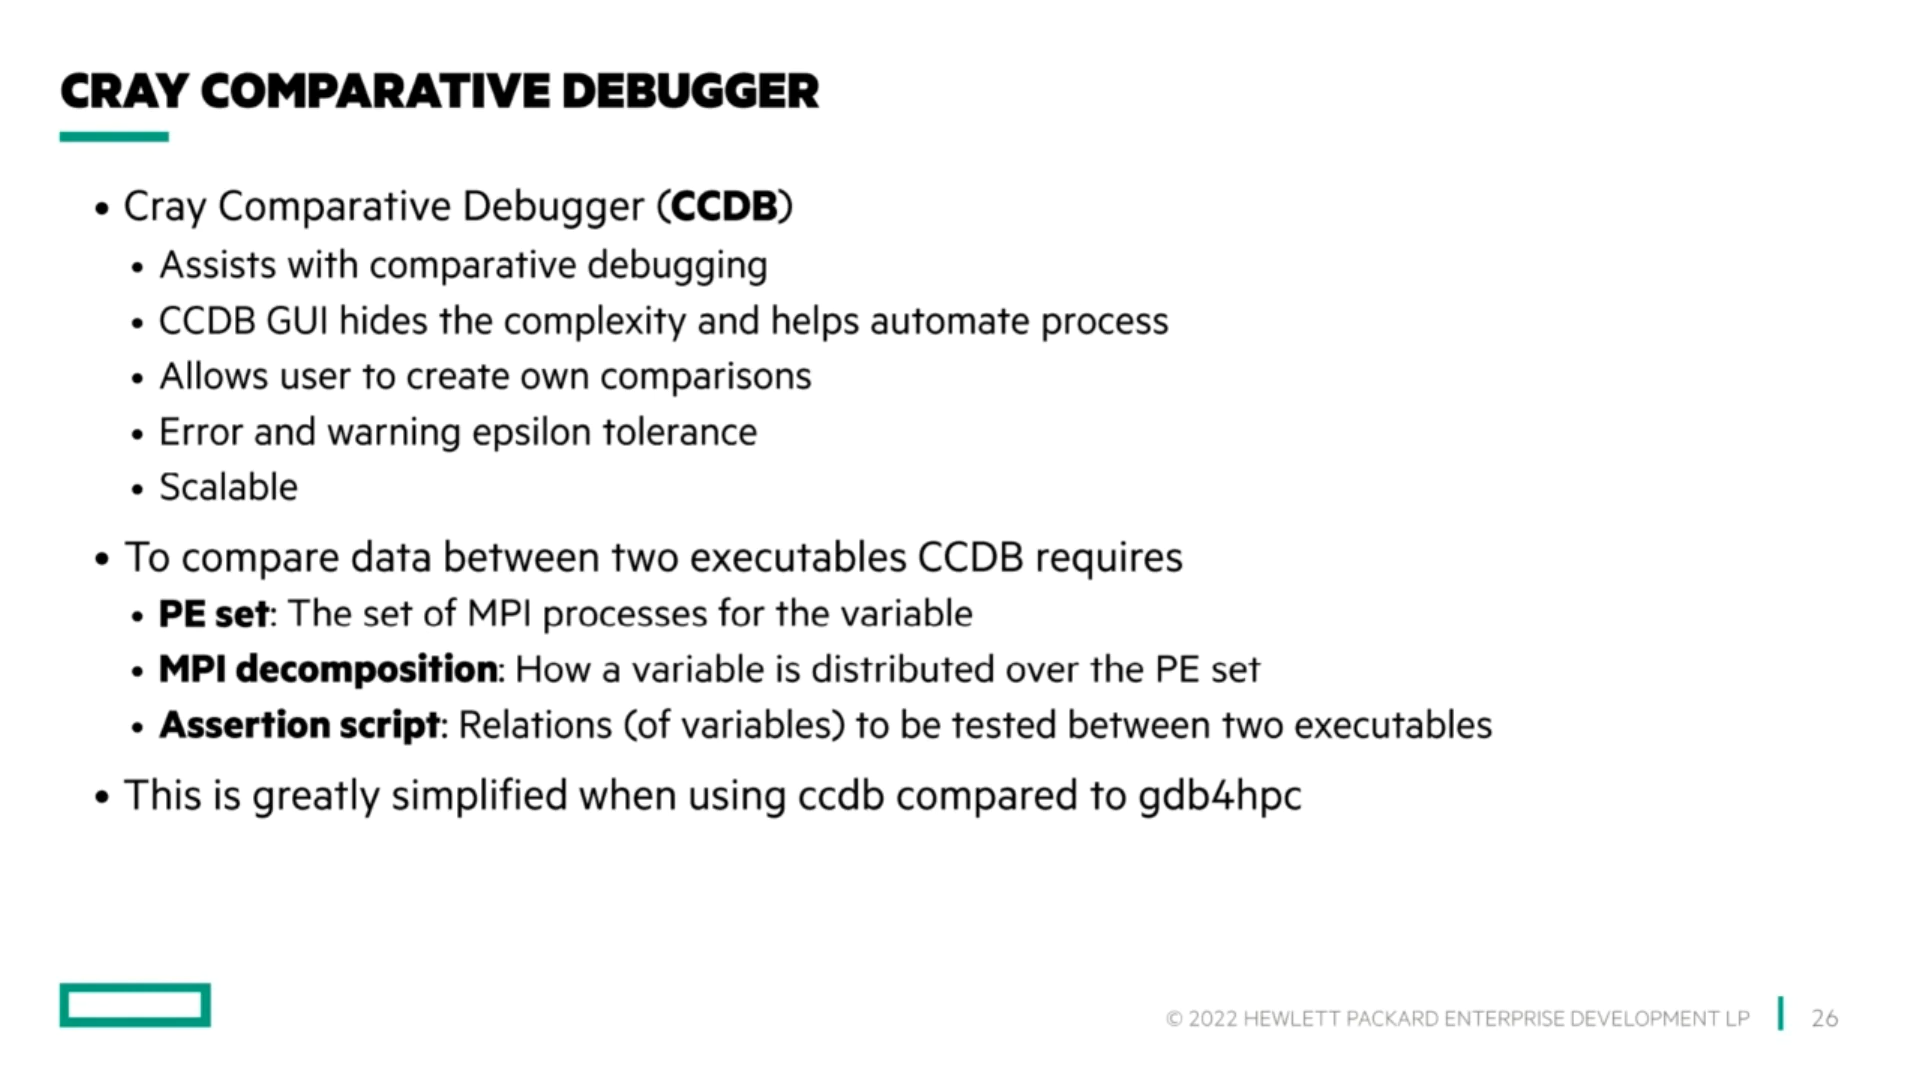 CRAY COMPARATIVE DEBUGGER
• Cray Comparative Debugger (CCDB)
• Assists with comparative debugging
• CCDB GUI hides the complexity and helps automate process
• Allows user to create own comparisons
• Error and warning epsilon tolerance
• Scalable
• To compare data between two executables CCDB requires
• PE set: The set of MPI processes for the variable
• MPI decomposition: How a variable is distributed over the PE set
• Assertion script: Relations (of variables) to be tested between two executables
• This is greatly simplified when using ccdb compared to gdb4hpc
© 2022 HEWLETT PACKARD ENTERPRISE DEVELOPMENT LP 26